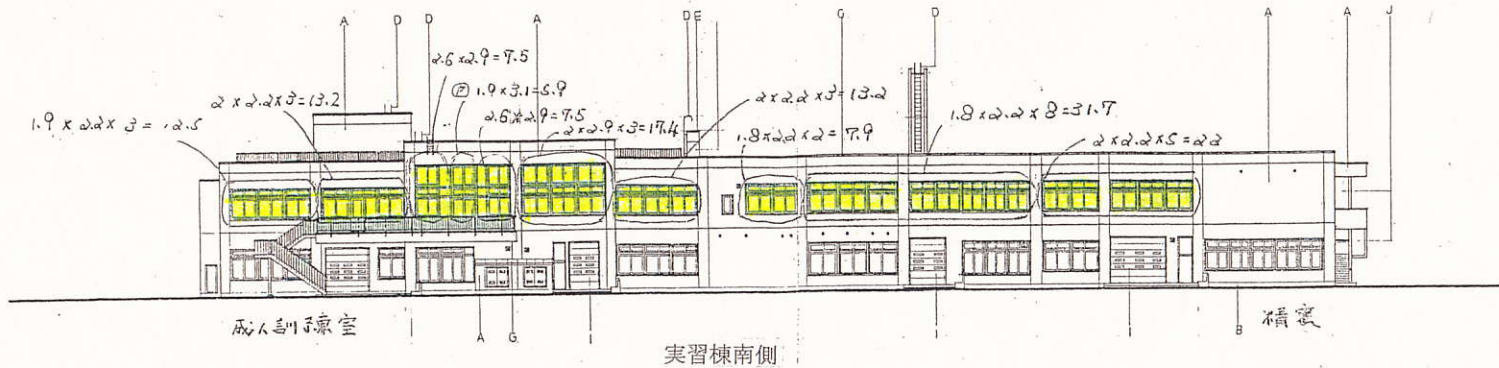 A D D A D E G D A A J
2.6 × 2.9 = 7.5
戸 1.9 × 3.1 = 5.9
2.6 × 2.9 = 7.5
2 × 2.9 × 3 = 17.4
2 × 2.2 × 3 = 13.2
1.9 × 2.2 × 3 = 12.5
2 × 2.2 × 3 = 13.2
1.8 × 2.2 × 2 = 7.9
1.8 × 2.2 × 8 = 31.7
2 × 2.2 × 5 = 22
成人訓練室
A G I I I B
精密
実習棟南側